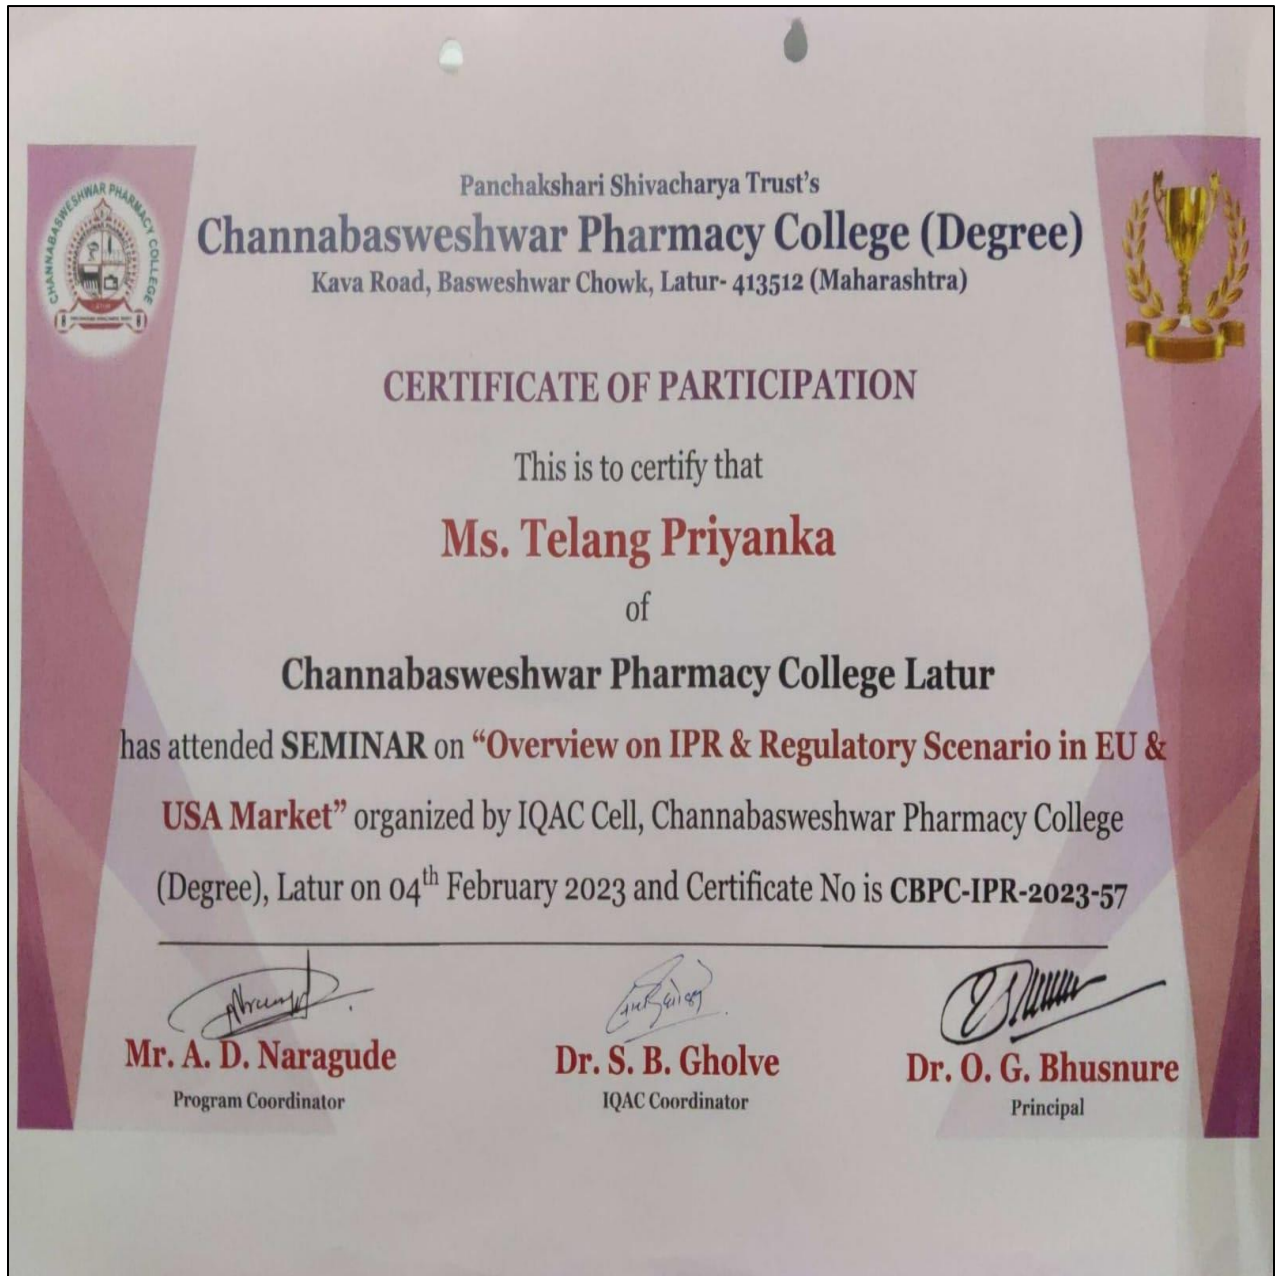 CHANNABASWESHWAR PHARMACY COLLEGE
Panchakshari Shivacharya Trust's
Channabasweshwar Pharmacy College (Degree)
Kava Road, Basweshwar Chowk, Latur- 413512 (Maharashtra)
CERTIFICATE OF PARTICIPATION
This is to certify that
Ms. Telang Priyanka
of
Channabasweshwar Pharmacy College Latur
has attended SEMINAR on “Overview on IPR & Regulatory Scenario in EU &
USA Market” organized by IQAC Cell, Channabasweshwar Pharmacy College
(Degree), Latur on 04th February 2023 and Certificate No is CBPC-IPR-2023-57
Mr. A. D. Naragude
Program Coordinator
Dr. S. B. Gholve
IQAC Coordinator
Dr. O. G. Bhusnure
Principal